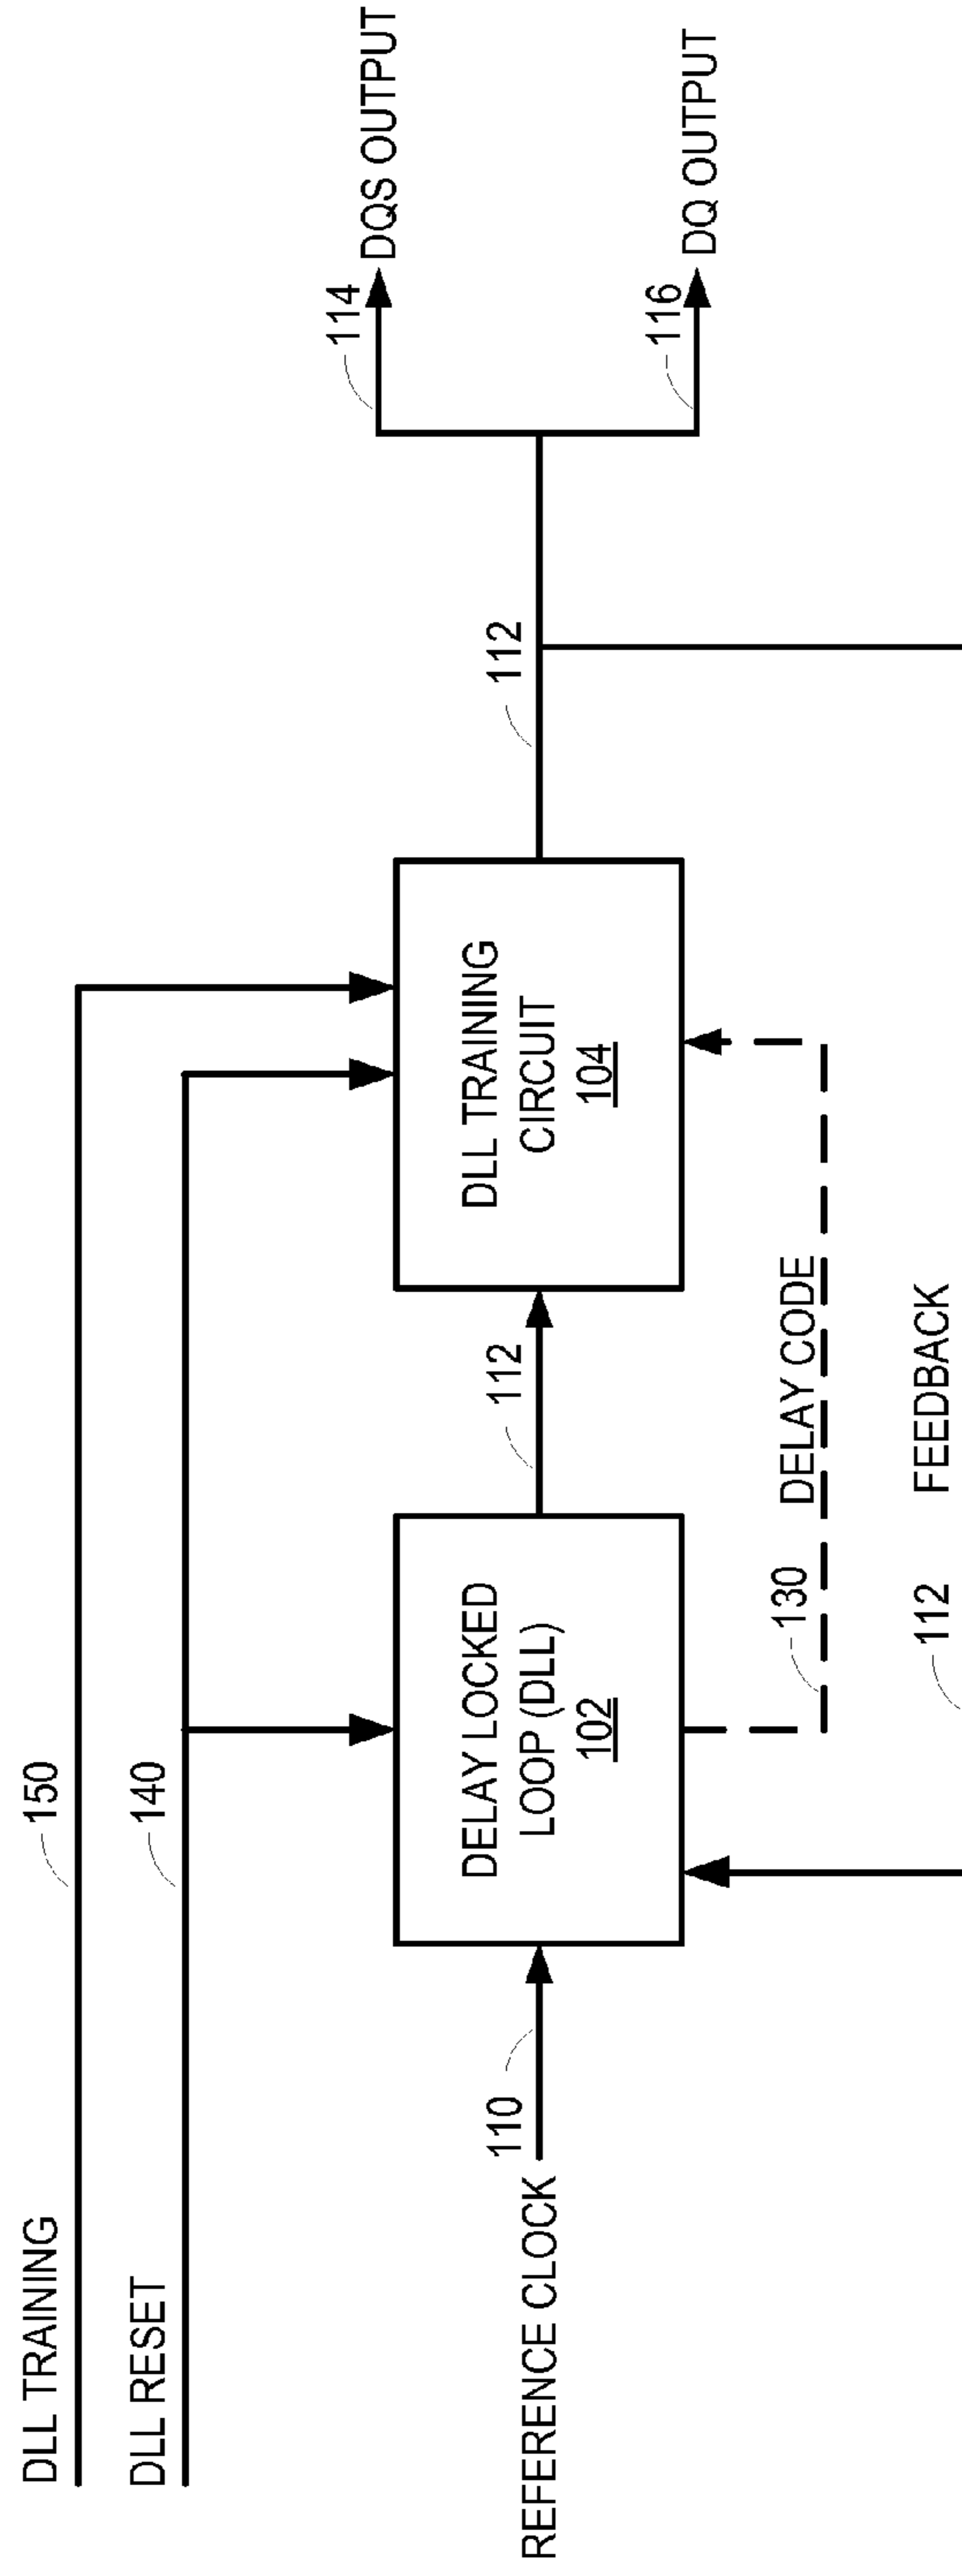 DLL TRAINING
150
DLL RESET
140
REFERENCE CLOCK
110
DELAY LOCKED
LOOP (DLL)
102
112
DLL TRAINING
CIRCUIT
104
112
114
DQS OUTPUT
116
DQ OUTPUT
130
DELAY CODE
112
FEEDBACK